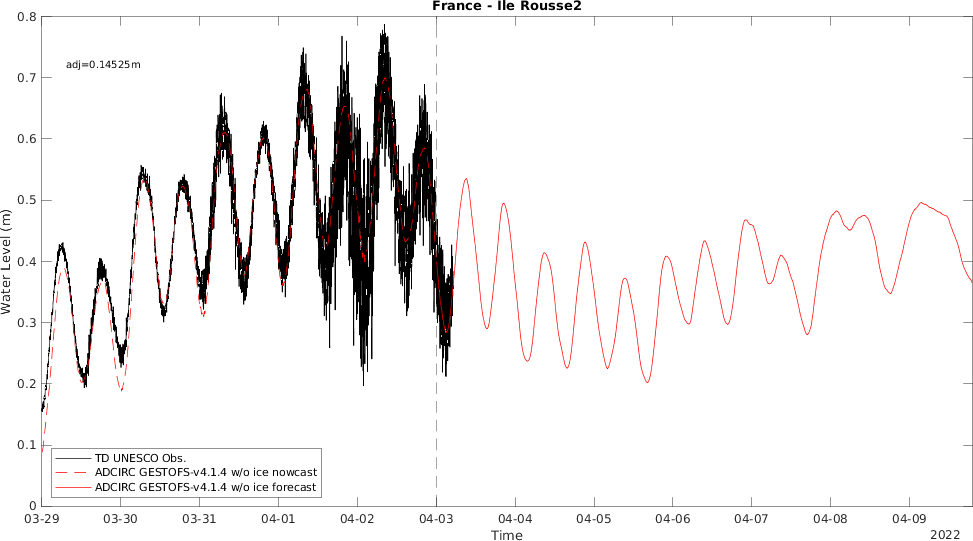 France - Ile Rousse2
adj=0.14525m
Water Level (m)
0.8
0.7
0.6
0.5
0.4
0.3
0.2
0.1
0
TD UNESCO Obs.
ADCIRC GESTOFS-v4.1.4 w/o ice nowcast
ADCIRC GESTOFS-v4.1.4 w/o ice forecast
03-29 03-30 03-31 04-01 04-02 04-03 04-04 04-05 04-06 04-07 04-08 04-09
2022
Time